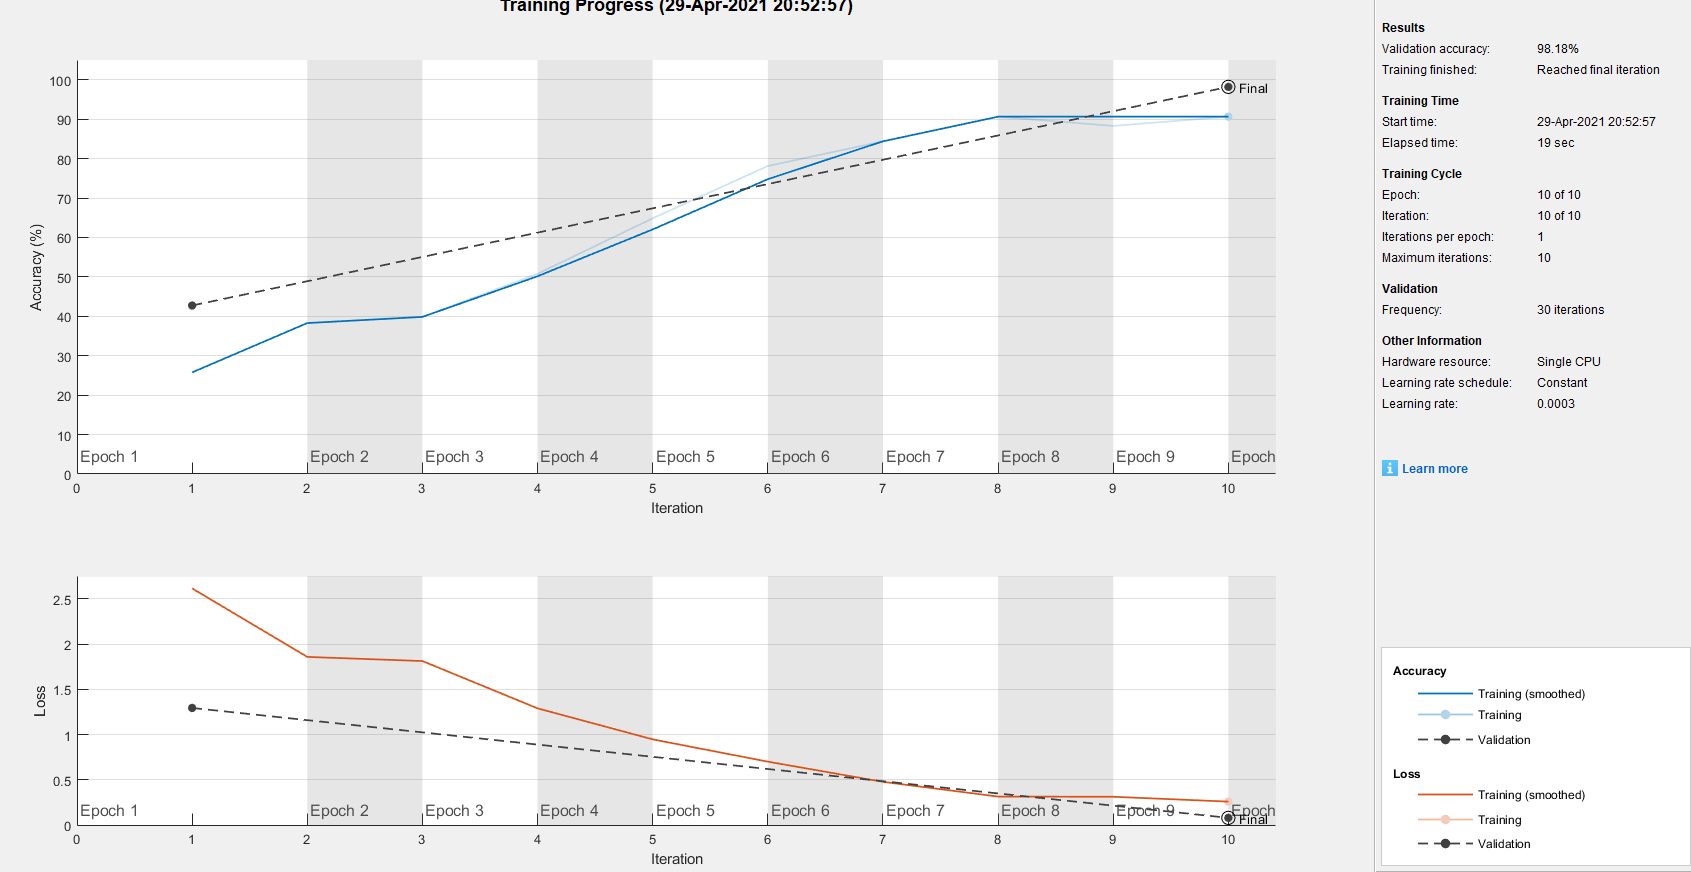 Training Progress (29-Apr-2021 20:52:57)
100
90
80
70
60
50
40
30
20
10
0
Accuracy (%)
Final
Epoch 1 Epoch 2 Epoch 3 Epoch 4 Epoch 5 Epoch 6 Epoch 7 Epoch 8 Epoch 9 Epoch
0 1 2 3 4 5 6 7 8 9 10
Iteration
2.5
2
1.5
1
0.5
0
Loss
Epoch 1 Epoch 2 Epoch 3 Epoch 4 Epoch 5 Epoch 6 Epoch 7 Epoch 8 Epoch 9 Epoch
Final
0 1 2 3 4 5 6 7 8 9 10
Iteration
Results
Validation accuracy: 98.18%
Training finished: Reached final iteration
Training Time
Start time: 29-Apr-2021 20:52:57
Elapsed time: 19 sec
Training Cycle
Epoch: 10 of 10
Iteration: 10 of 10
Iterations per epoch: 1
Maximum iterations: 10
Validation
Frequency: 30 iterations
Other Information
Hardware resource: Single CPU
Learning rate schedule: Constant
Learning rate: 0.0003
i Learn more
Accuracy
Training (smoothed)
Training
Validation
Loss
Training (smoothed)
Training
Validation